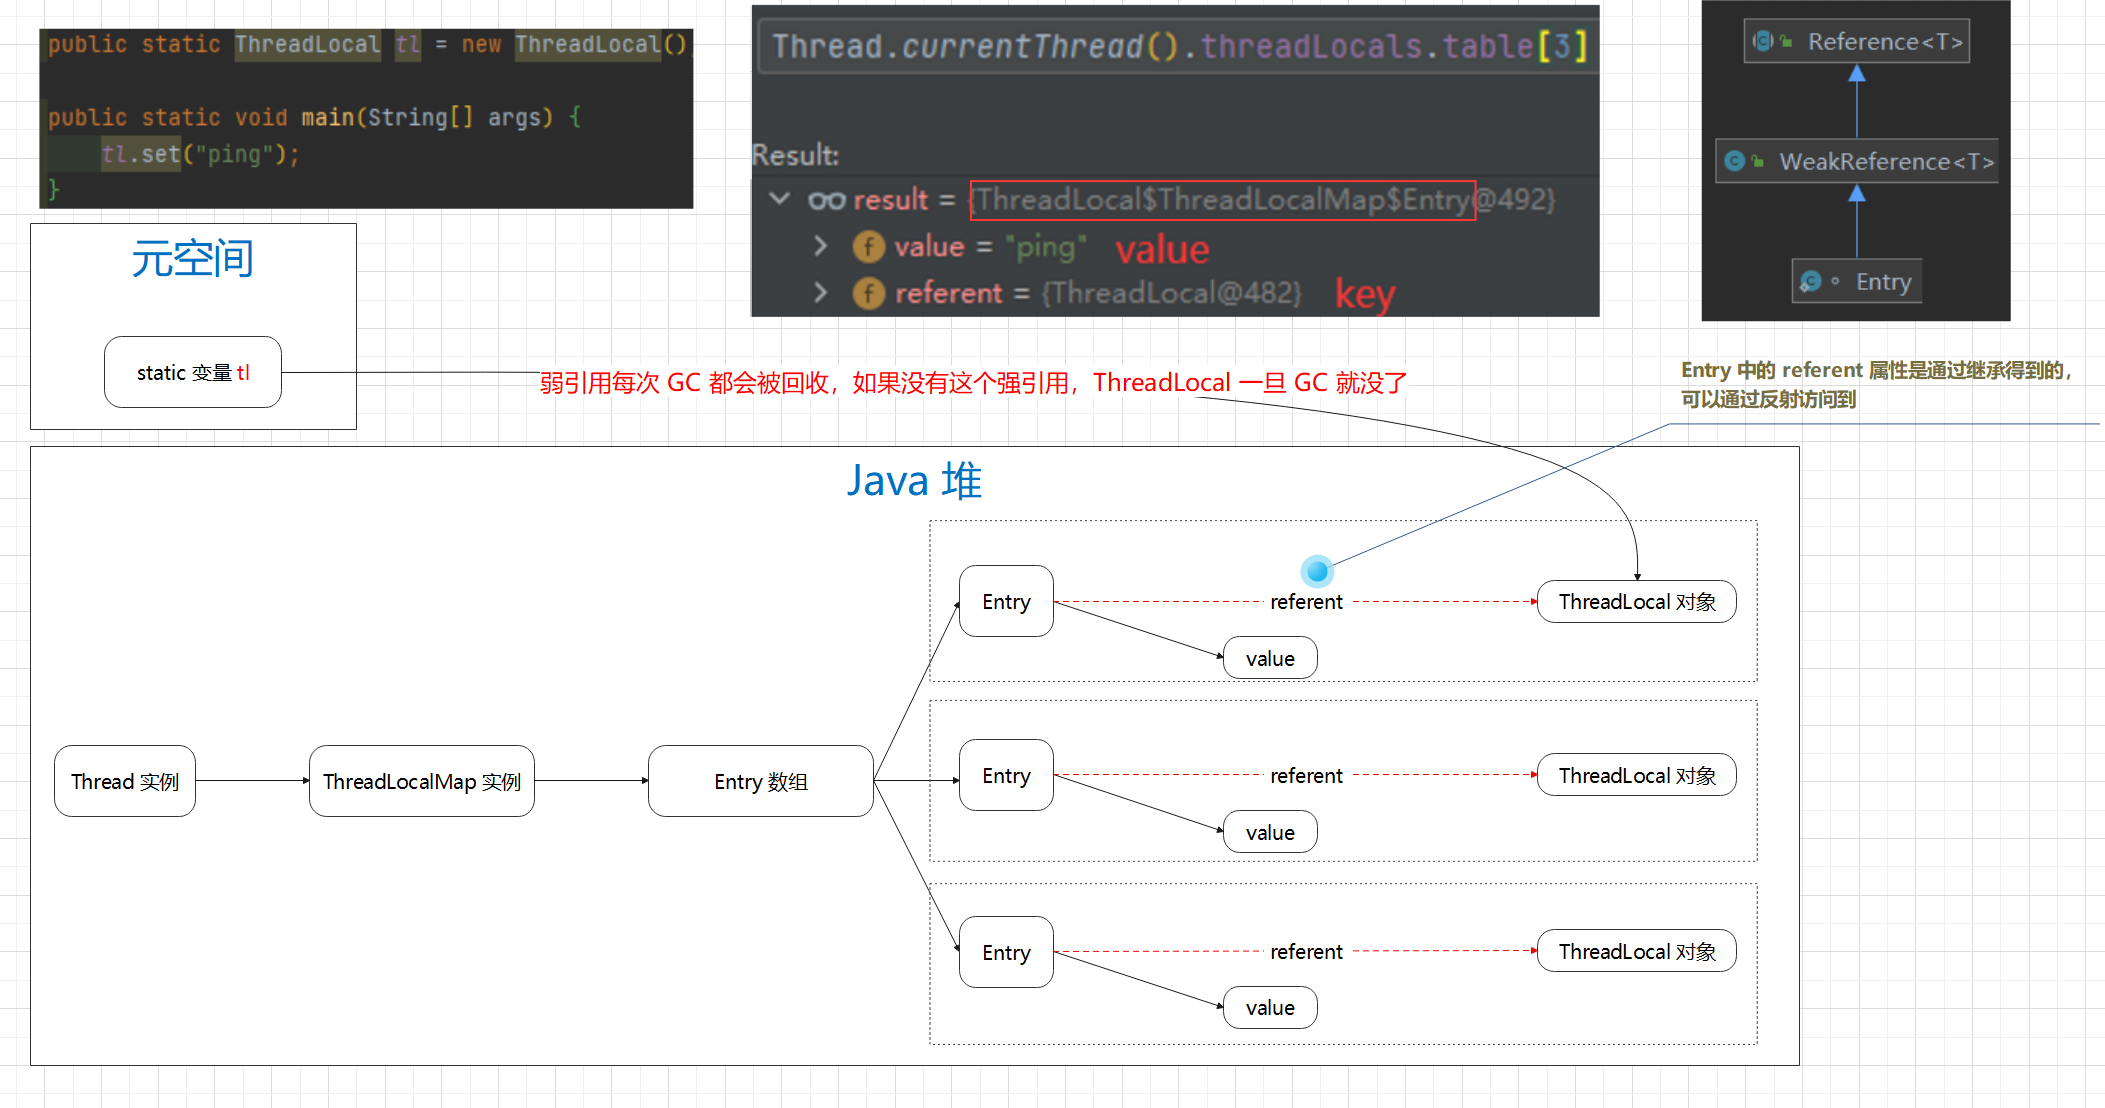 public static ThreadLocal tl = new ThreadLocal()
public static void main(String[] args) {
tl.set("ping");
}
Thread.currentThread().threadLocals.table[3]
Result:
result = {ThreadLocal$ThreadLocalMap$Entry@492}
value = "ping" value
referent = {ThreadLocal@482} key
Reference<T>
WeakReference<T>
Entry
元空间
static 变量 tl
弱引用每次 GC 都会被回收，如果没有这个强引用，ThreadLocal 一旦 GC 就没了
Entry 中的 referent 属性是通过继承得到的，
可以通过反射访问到
Java 堆
Entry
referent
ThreadLocal 对象
value
Thread 实例
ThreadLocalMap 实例
Entry 数组
Entry
referent
ThreadLocal 对象
value
Entry
referent
ThreadLocal 对象
value